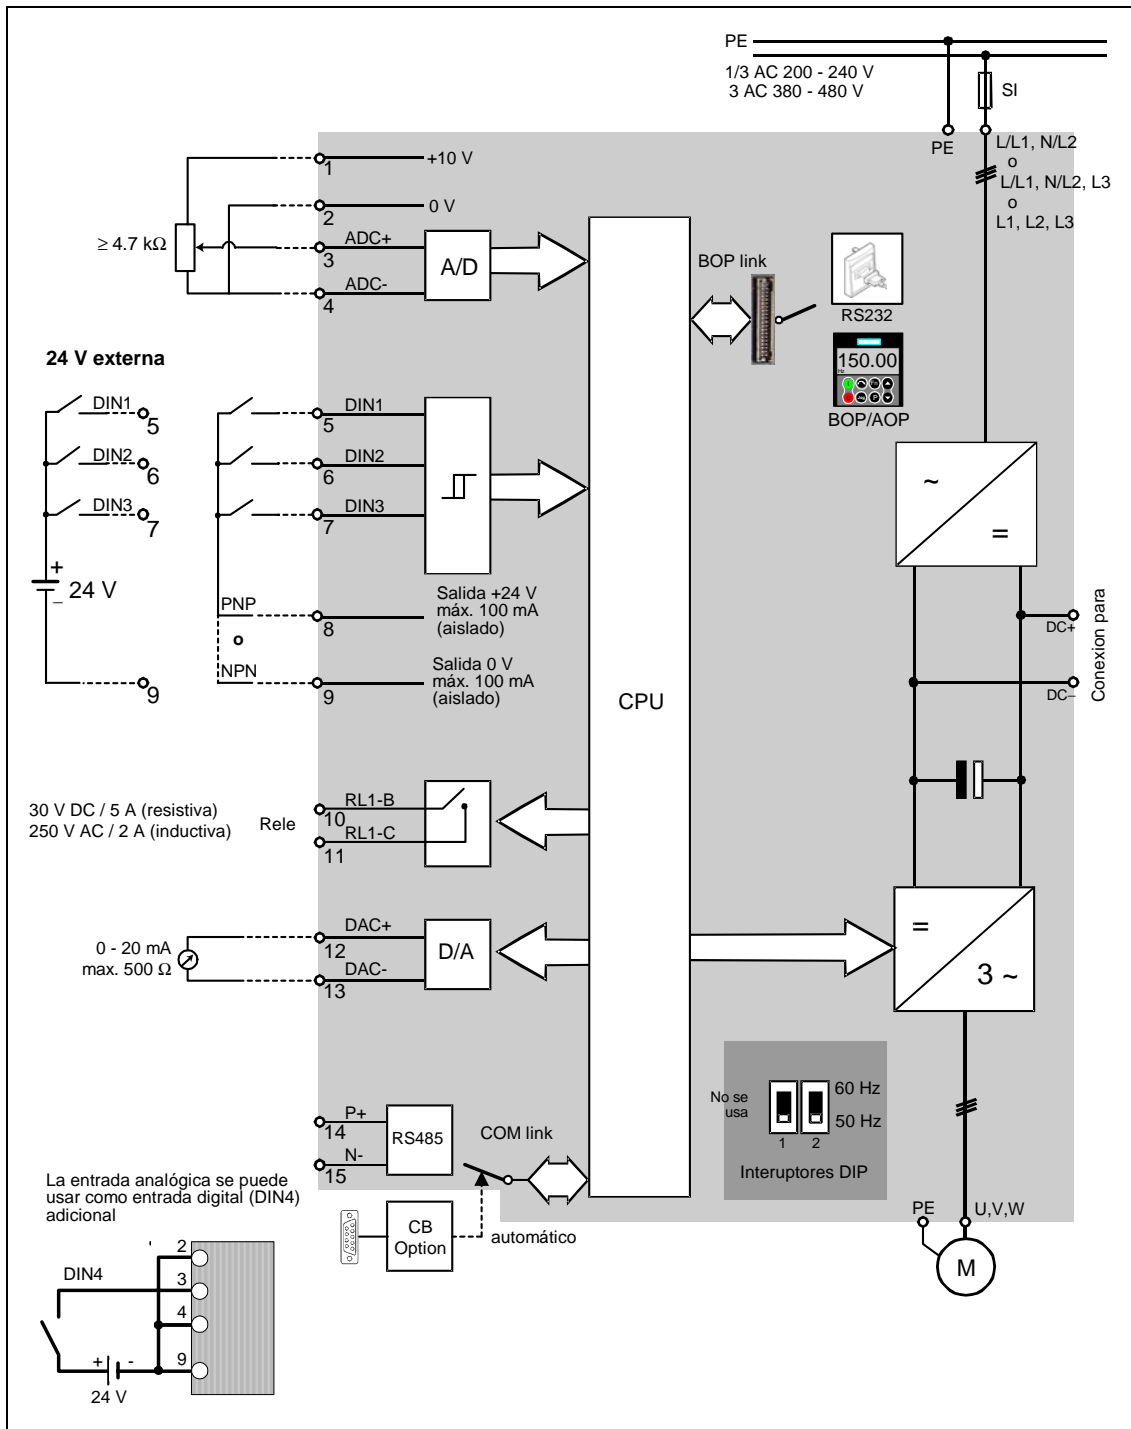 PE
1/3 AC 200 - 240 V
3 AC 380 - 480 V
SI
PE
L/L1, N/L2
o
L/L1, N/L2, L3
o
L1, L2, L3
1
+10 V
2
0 V
≥ 4.7 kΩ
3
ADC+
4
ADC-
A/D
BOP link
RS232
150.00
Hz
BOP/AOP
24 V externa
DIN1
5
DIN2
6
DIN3
7
+
24 V
_
9
DIN1
5
DIN2
6
DIN3
7
PNP
8
Salida +24 V
máx. 100 mA
(aislado)
o
NPN
9
Salida 0 V
máx. 100 mA
(aislado)
CPU
~
=
DC+
DC−
Conexion para
30 V DC / 5 A (resistiva)
250 V AC / 2 A (inductiva)
Rele
RL1-B
10
RL1-C
11
0 - 20 mA
max. 500 Ω
DAC+
12
DAC-
13
D/A
=
3 ~
P+
14
N-
15
RS485
COM link
CB
Option
automático
No se
usa
60 Hz
50 Hz
1
2
Interuptores DIP
PE
U,V,W
M
La entrada analógica se puede
usar como entrada digital (DIN4)
adicional
DIN4
2
3
4
9
+ -
24 V